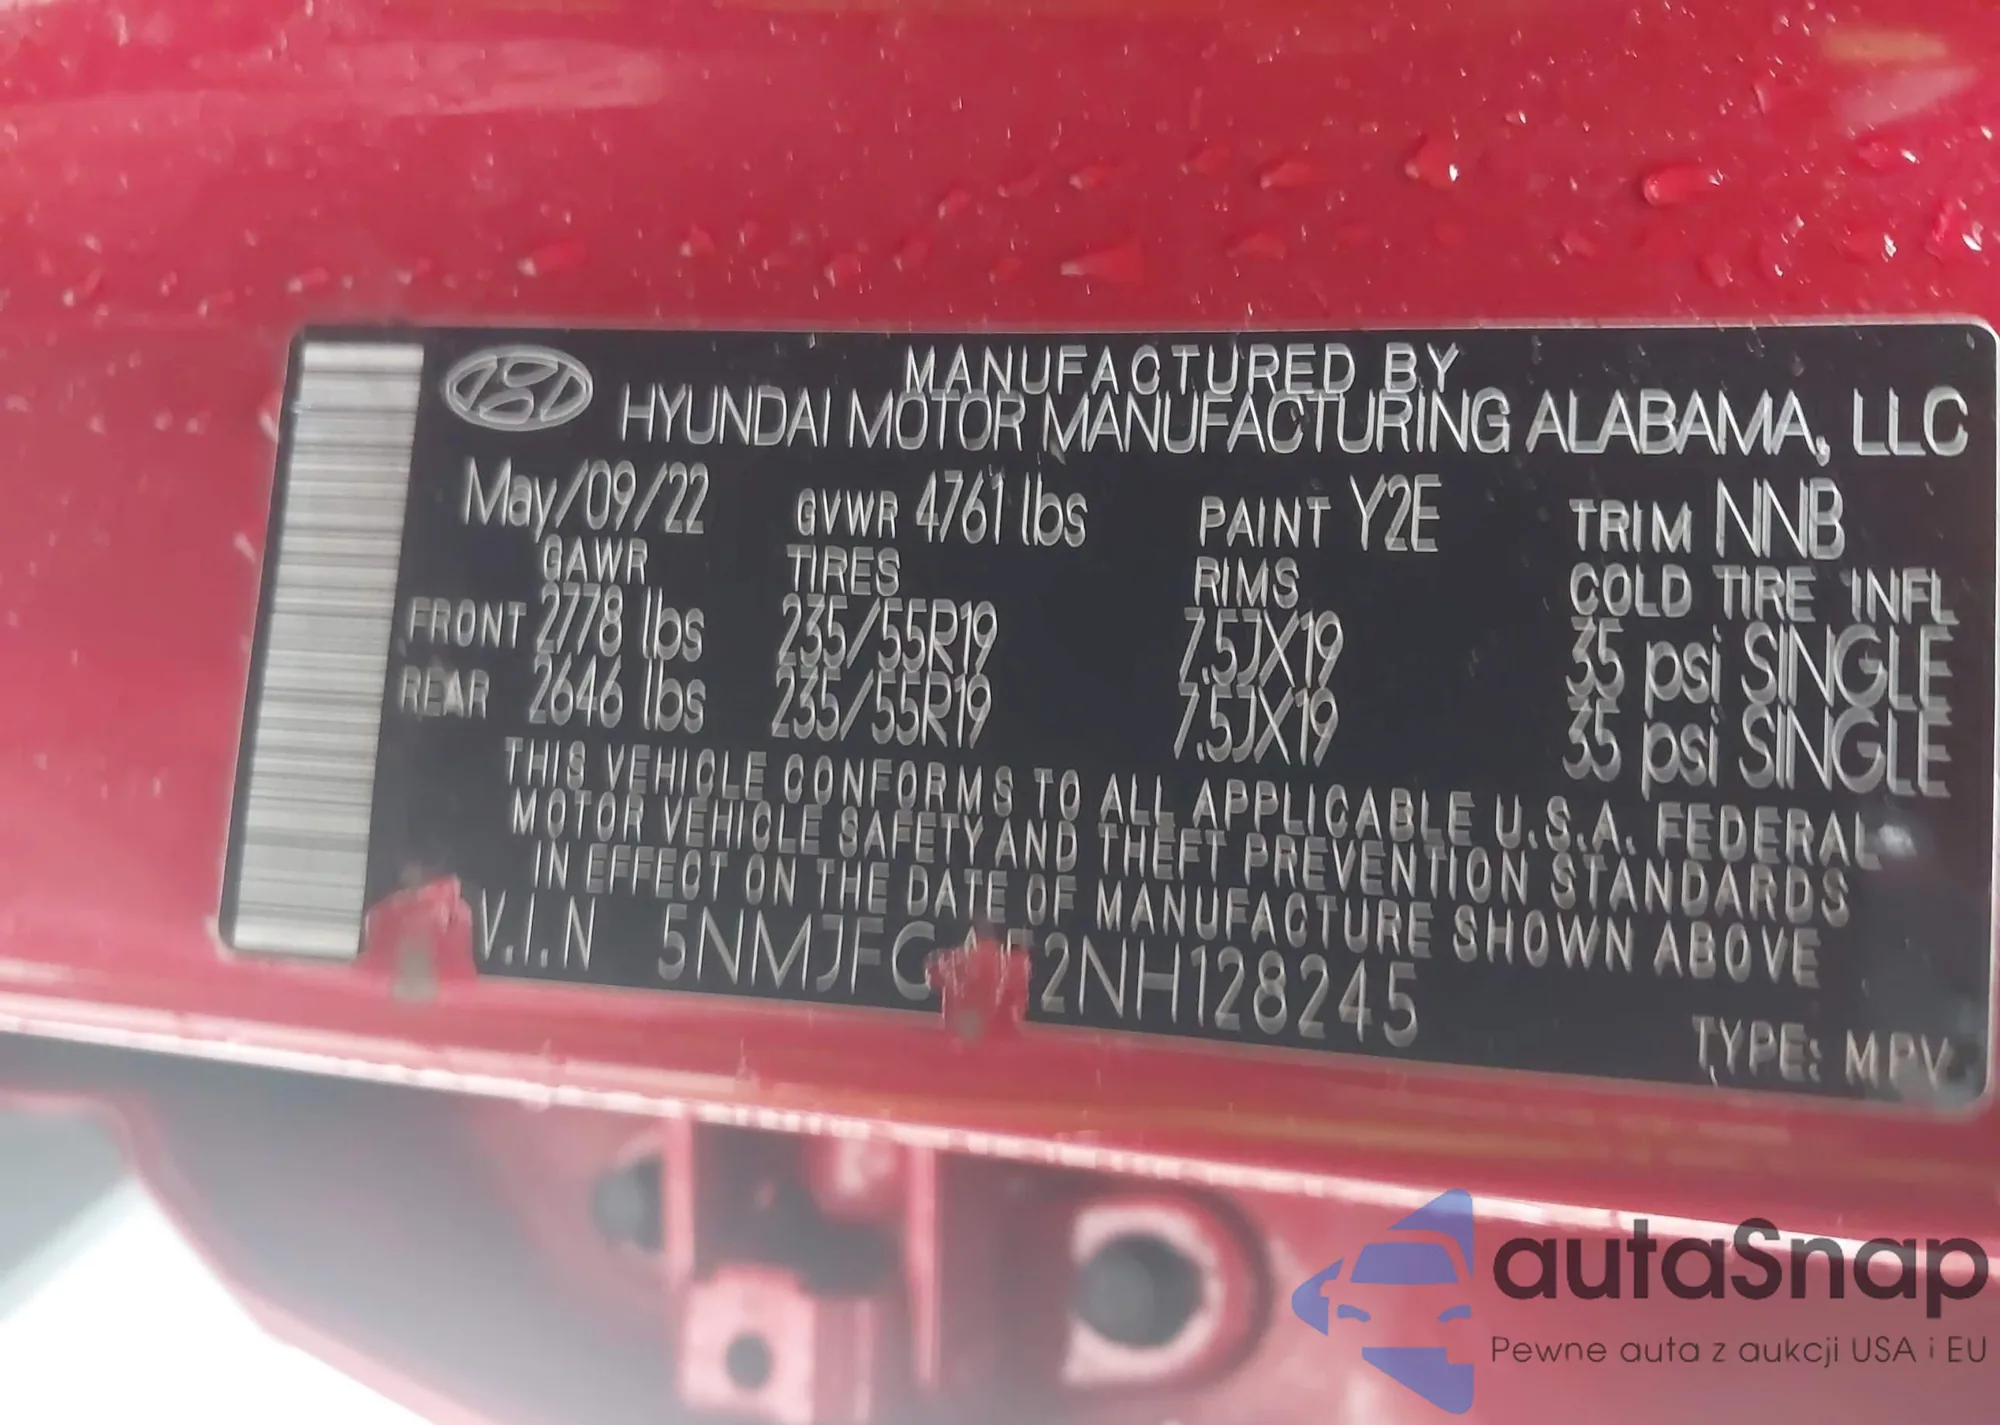 MANUFACTURED BY
HYUNDAI MOTOR MANUFACTURING ALABAMA, LLC
May/09/22 GVWR 4761 lbs PAINT Y2E TRIM NNB
GAWR TIRES RIMS COLD TIRE INFL
FRONT 2778 lbs 235/55R19 7.5JX19 35 psi SINGLE
REAR 2646 lbs 235/55R19 7.5JX19 35 psi SINGLE
THIS VEHICLE CONFORMS TO ALL APPLICABLE U.S.A. FEDERAL
MOTOR VEHICLE SAFETY AND THEFT PREVENTION STANDARDS
IN EFFECT ON THE DATE OF MANUFACTURE SHOWN ABOVE
V.I.N
TYPE: MPV
autaSnap
Pewne auta z aukcji USA i EU